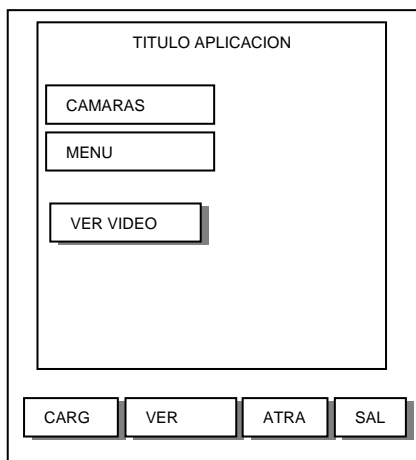 TITULO APLICACION
CAMARAS
MENU
VER VIDEO
CARG VER ATRA SAL